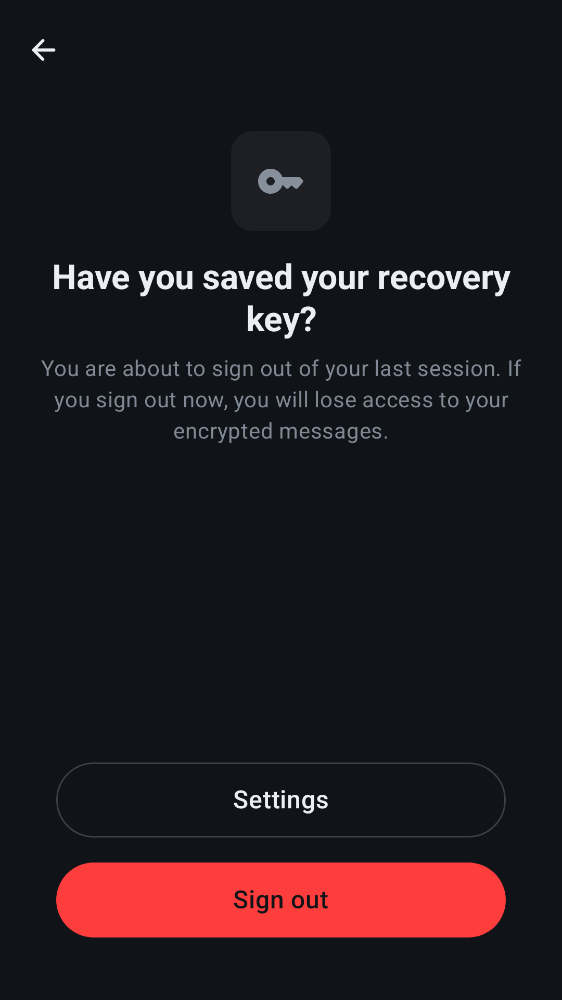 Have you saved your recovery
key?
You are about to sign out of your last session. If
you sign out now, you will lose access to your
encrypted messages.
Settings
Sign out